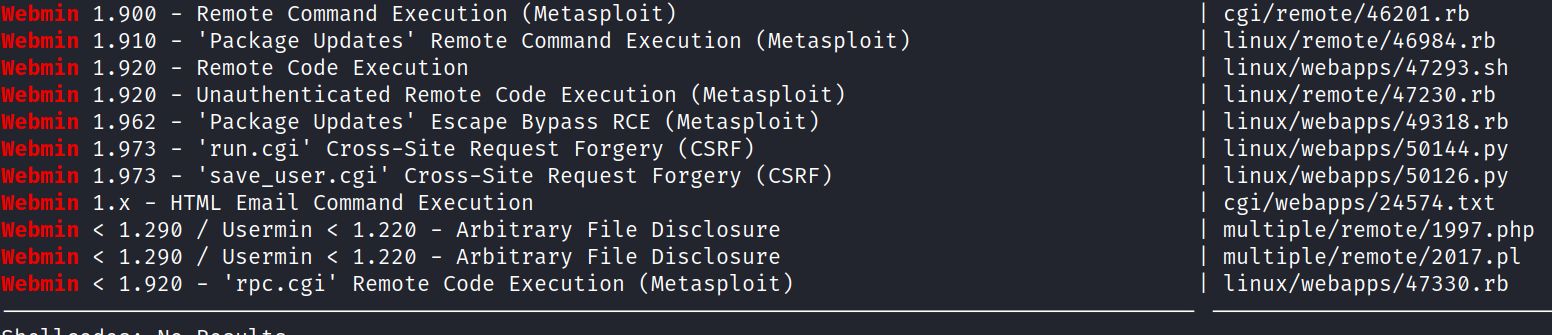 Webmin 1.900 - Remote Command Execution (Metasploit) | cgi/remote/46201.rb
Webmin 1.910 - 'Package Updates' Remote Command Execution (Metasploit) | linux/remote/46984.rb
Webmin 1.920 - Remote Code Execution | linux/webapps/47293.sh
Webmin 1.920 - Unauthenticated Remote Code Execution (Metasploit) | linux/remote/47230.rb
Webmin 1.962 - 'Package Updates' Escape Bypass RCE (Metasploit) | linux/webapps/49318.rb
Webmin 1.973 - 'run.cgi' Cross-Site Request Forgery (CSRF) | linux/webapps/50144.py
Webmin 1.973 - 'save_user.cgi' Cross-Site Request Forgery (CSRF) | linux/webapps/50126.py
Webmin 1.x - HTML Email Command Execution | cgi/webapps/24574.txt
Webmin < 1.290 / Usermin < 1.220 - Arbitrary File Disclosure | multiple/remote/1997.php
Webmin < 1.290 / Usermin < 1.220 - Arbitrary File Disclosure | multiple/remote/2017.pl
Webmin < 1.920 - 'rpc.cgi' Remote Code Execution (Metasploit) | linux/webapps/47330.rb
Shellcodes: No Results